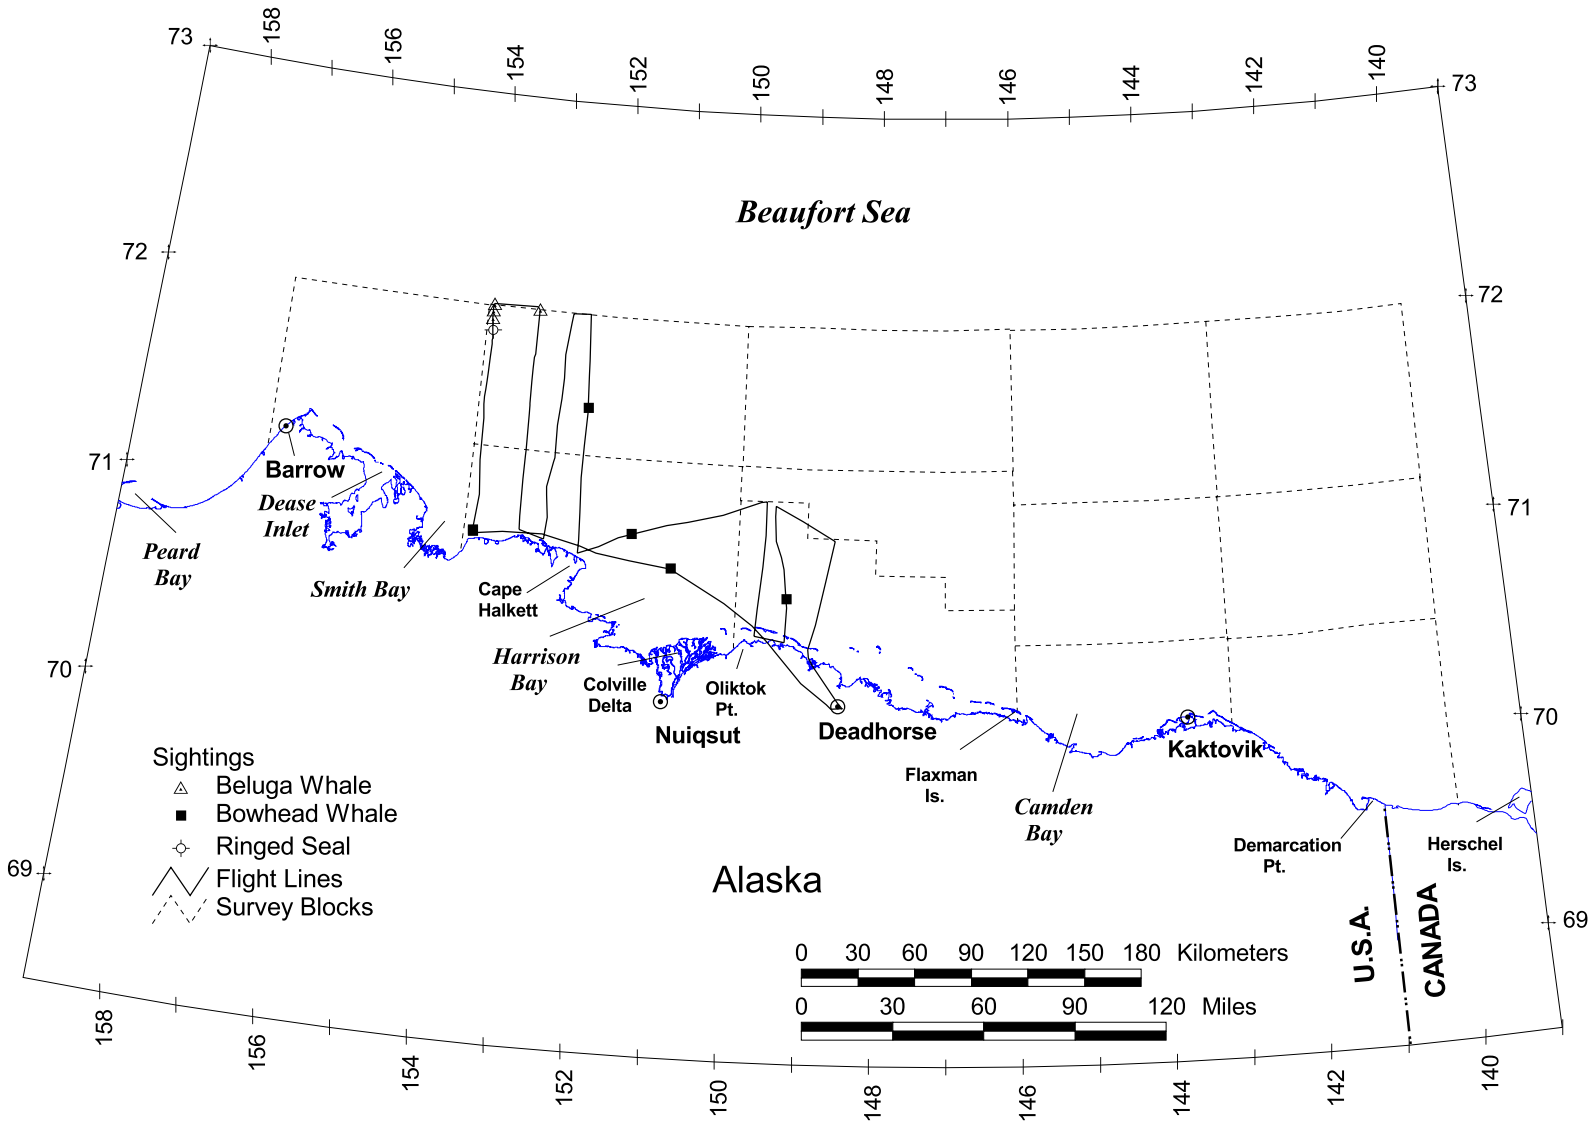 158
156
154
152
150
148
146
144
142
140
73
73
Beaufort Sea
72
72
71
71
Barrow
Dease
Inlet
Peard
Bay
Smith Bay
Cape
Halkett
Harrison
Bay
Colville
Delta
Oliktok
Pt.
70
70
Nuiqsut
Deadhorse
Kaktovik
Flaxman
Is.
Camden
Bay
Demarcation
Pt.
Herschel
Is.
Sightings
Beluga Whale
Bowhead Whale
Ringed Seal
Flight Lines
Survey Blocks
69
69
Alaska
U.S.A.
CANADA
0 30 60 90 120 150 180 Kilometers
0 30 60 90 120 Miles
158
156
154
152
150
148
146
144
142
140